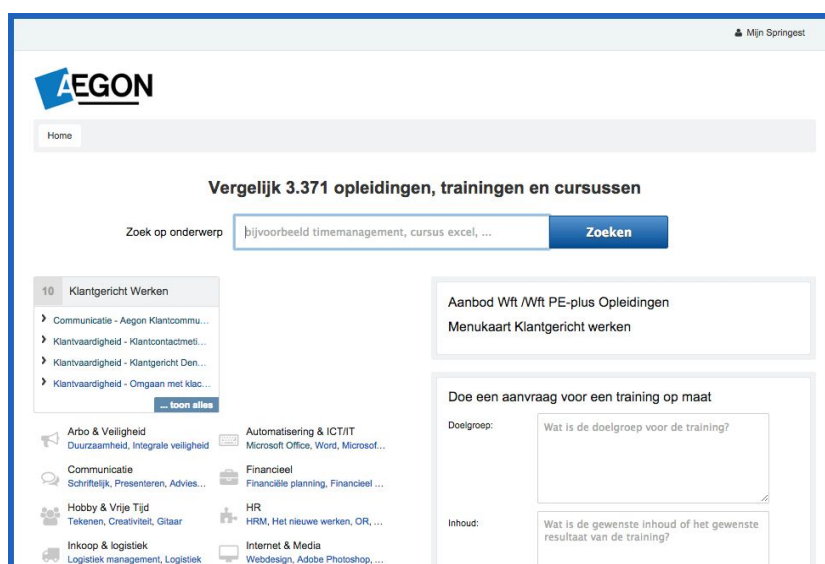 Mijn Springest
AEGON
Home
Vergelijk 3.371 opleidingen, trainingen en cursussen
Zoek op onderwerp
bijvoorbeeld timemanagement, cursus excel, ...
Zoeken
10 Klantgericht Werken
Communicatie - Aegon Klantcommu...
Klantvaardigheid - Klantcontactmeti...
Klantvaardigheid - Klantgericht Den...
Klantvaardigheid - Omgaan met klac...
... toon alles
Aanbod Wft /Wft PE-plus Opleidingen
Menukaart Klantgericht werken
Arbo & Veiligheid
Duurzaamheid, Integrale veiligheid
Automatisering & ICT/IT
Microsoft Office, Word, Microsof...
Communicatie
Schriftelijk, Presenteren, Advies...
Financieel
Financiële planning, Financieel ...
Hobby & Vrije Tijd
Tekenen, Creativiteit, Gitaar
HR
HRM, Het nieuwe werken, OR, ...
Inkoop & logistiek
Logistiek management, Logistiek
Internet & Media
Webdesign, Adobe Photoshop, ...
Doe een aanvraag voor een training op maat
Doelgroep:
Wat is de doelgroep voor de training?
Inhoud:
Wat is de gewenste inhoud of het gewenste
resultaat van de training?